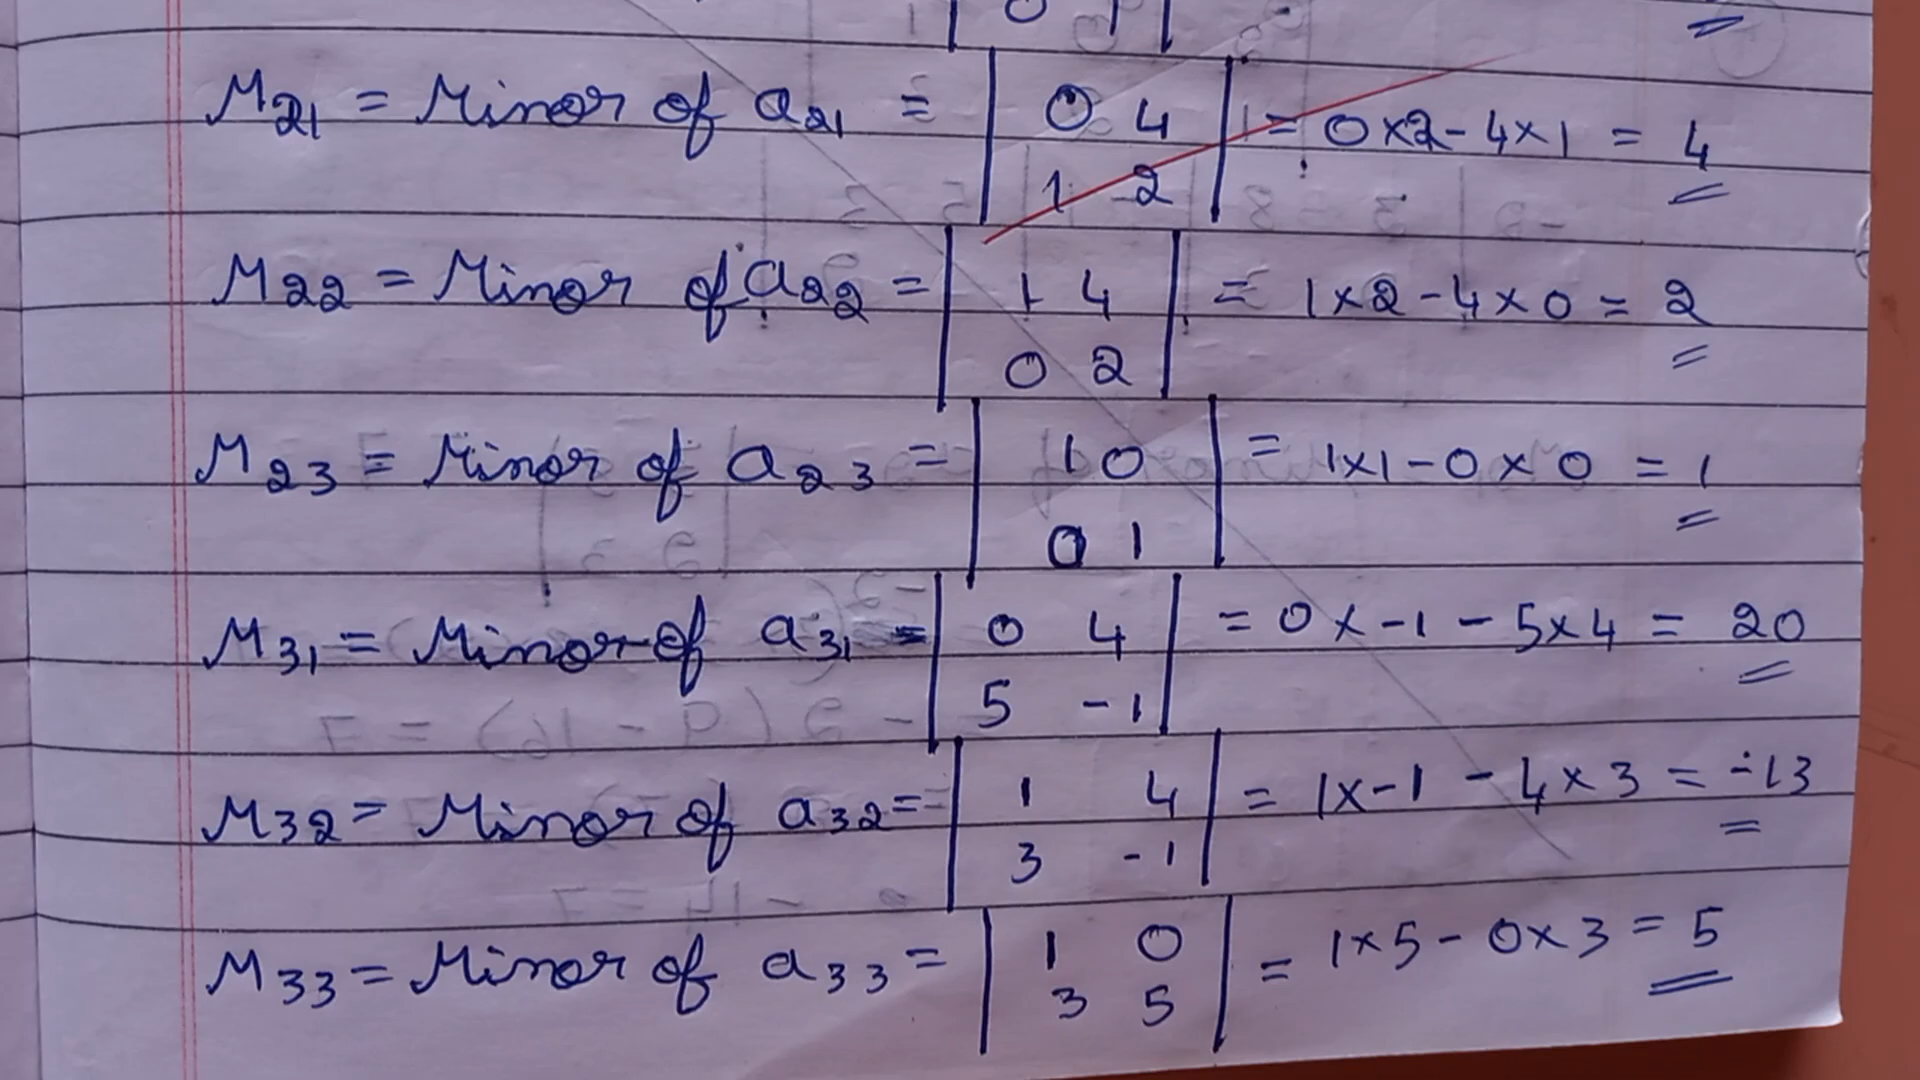 0 1
M21 = Minor of a21 = | 0 4 | = 0×2-4×1 = 4
1 2
M22 = Minor of a22 = | 1 4 | = 1×2-4×0 = 2
0 2
M23 = Minor of a23 = | 1 0 | = 1×1-0×0 = 1
0 1
M31 = Minor of a31 = | 0 4 | = 0×-1-5×4 = 20
5 -1
M32 = Minor of a32 = | 1 4 | = 1×-1-4×3 = -13
3 -1
M33 = Minor of a33 = | 1 0 | = 1×5-0×3 = 5
3 5